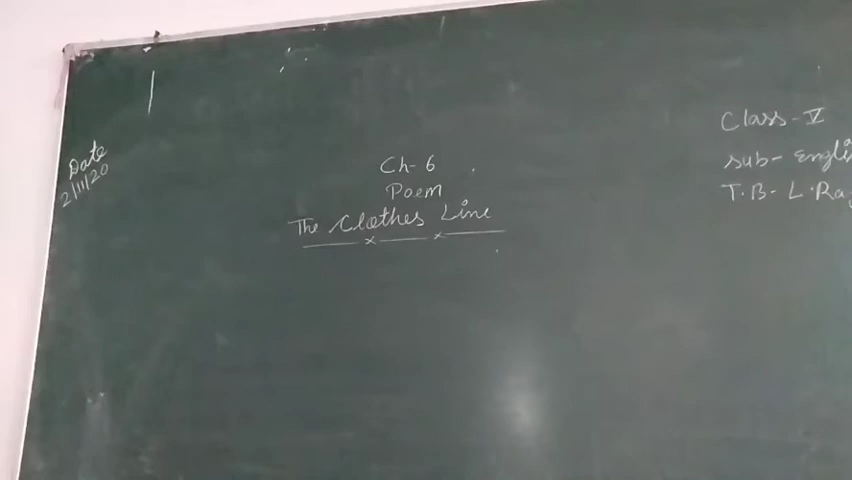 Date
2/11/20
Ch-6
Poem
The Clothes Line
Class-V
Sub-
T.B-L.